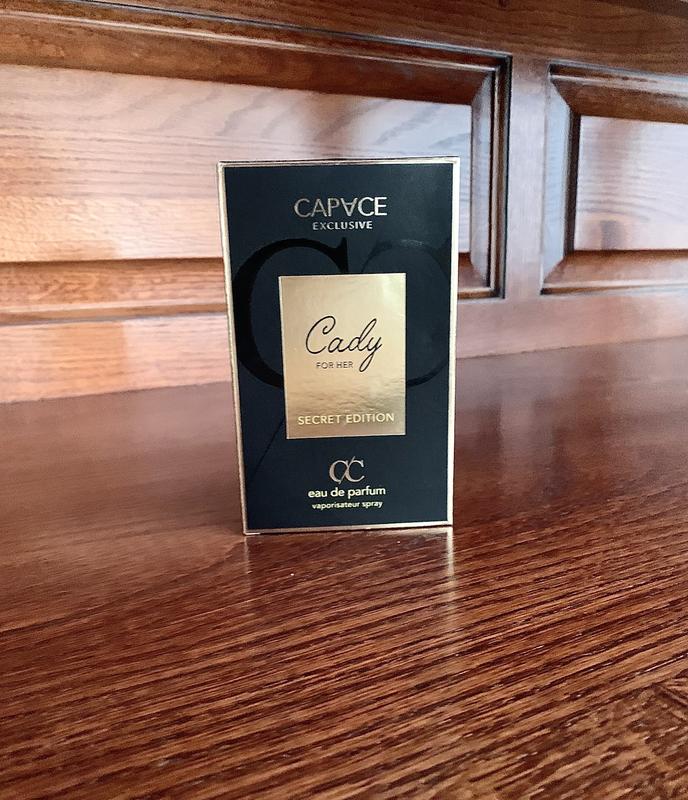 CAPACE
EXCLUSIVE
Cady
FOR HER
SECRET EDITION
CC
eau de parfum
vaporisateur spray